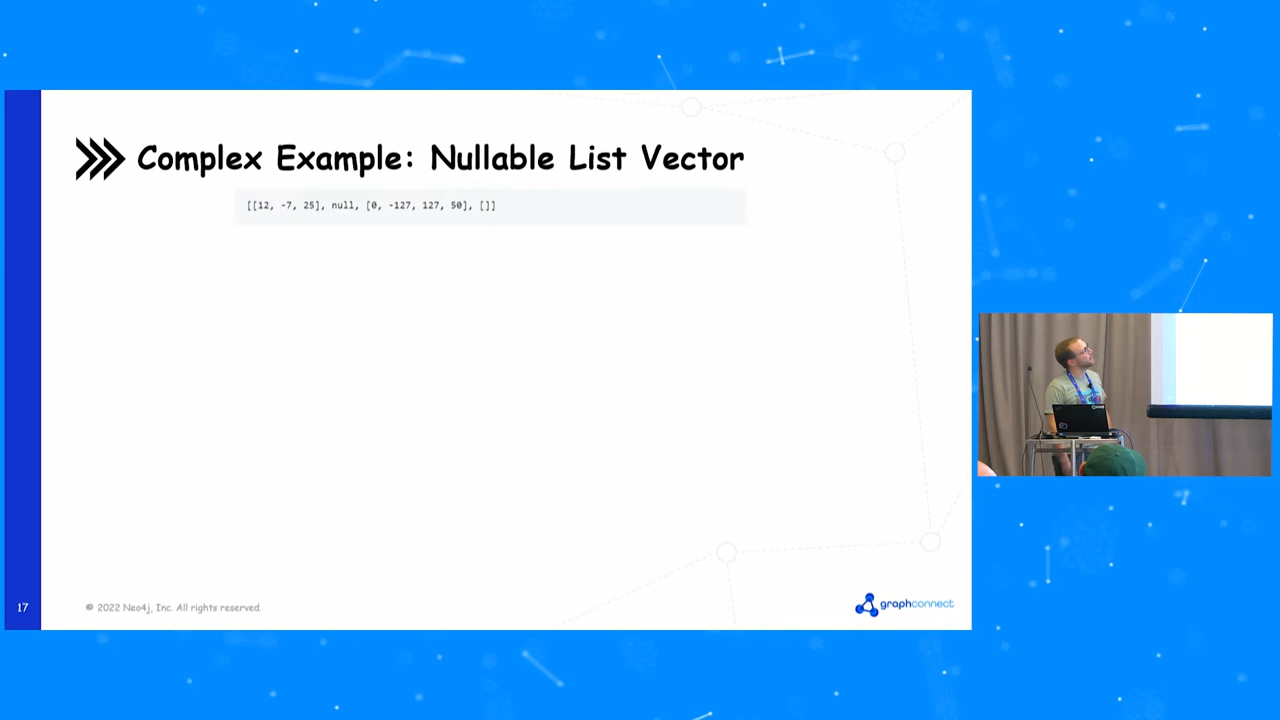 Complex Example: Nullable List Vector
[[12, -7, 25], null, [0, -127, 127, 50], []]
17
© 2022 Neo4j, Inc. All rights reserved.
graphconnect